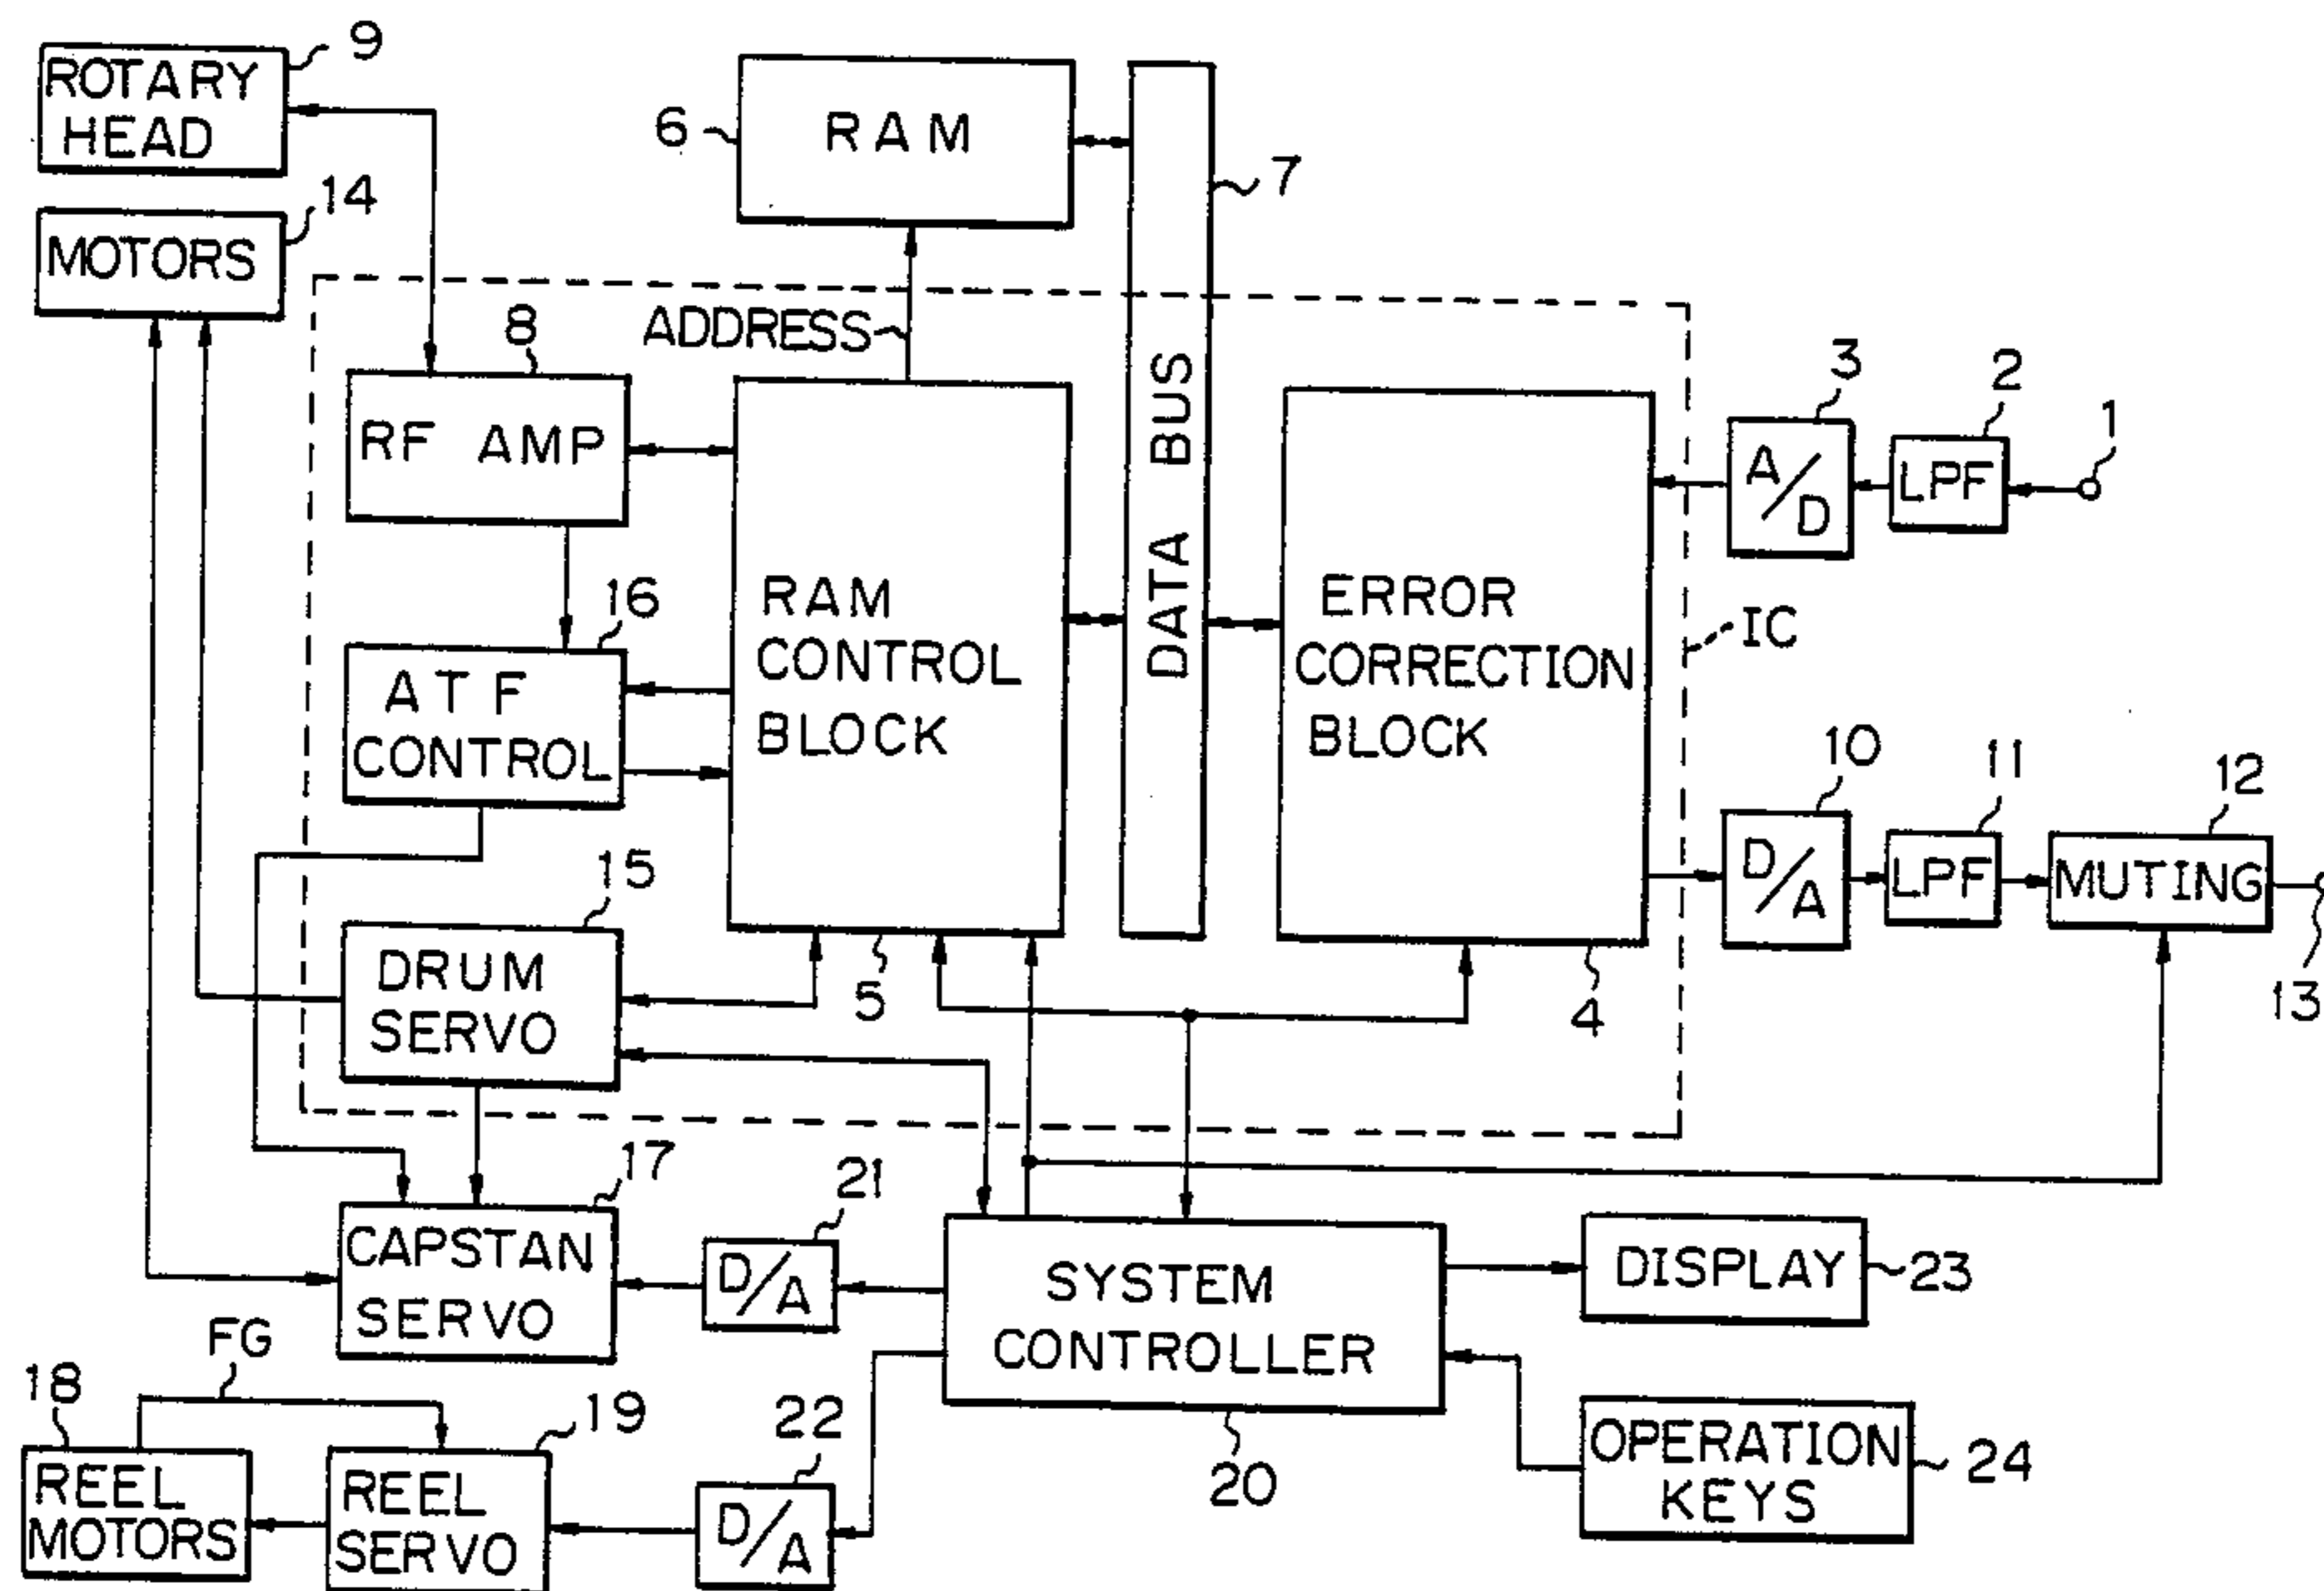 9
ROTARY
HEAD
14
MOTORS
6
RAM
7
DATA BUS
ADDRESS
8
RF AMP
16
ATF
CONTROL
RAM
CONTROL
BLOCK
5
ERROR
CORRECTION
BLOCK
4
IC
3
A/D
2
LPF
1
10
D/A
11
LPF
12
MUTING
13
15
DRUM
SERVO
17
CAPSTAN
SERVO
21
D/A
SYSTEM
CONTROLLER
20
DISPLAY
23
OPERATION
KEYS
24
FG
18
REEL
MOTORS
19
REEL
SERVO
22
D/A